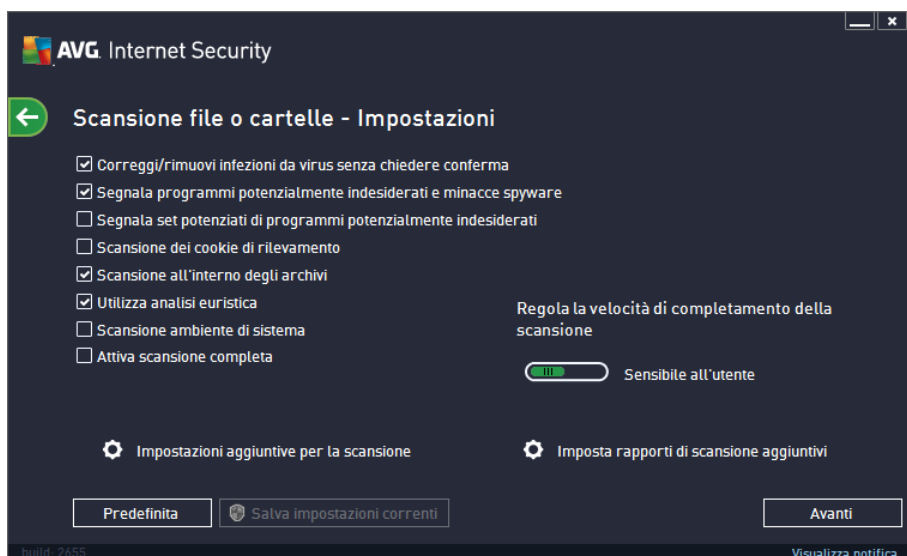 AVG. Internet Security
Scansione file o cartelle - Impostazioni
Correggi/rimuovi infezioni da virus senza chiedere conferma
Segnala programmi potenzialmente indesiderati e minacce spyware
Segnala set potenziati di programmi potenzialmente indesiderati
Scansione dei cookie di rilevamento
Scansione all'interno degli archivi
Utilizza analisi euristica
Scansione ambiente di sistema
Attiva scansione completa
Regola la velocità di completamento della
scansione
Sensibile all'utente
Impostazioni aggiuntive per la scansione
Imposta rapporti di scansione aggiuntivi
Predefinita
Salva impostazioni correnti
Avanti
build: 2655
Visualizza notifica